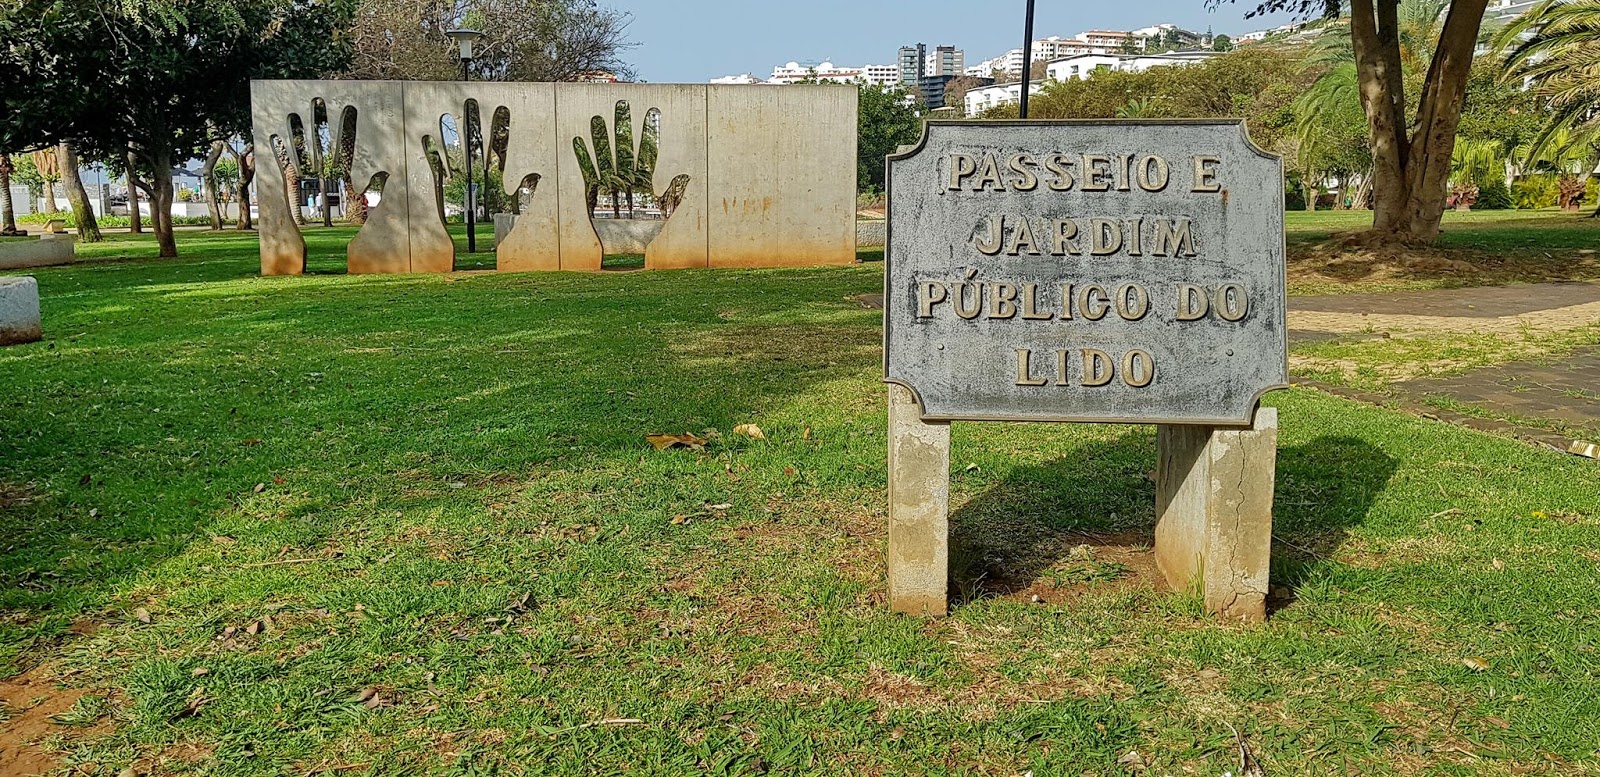 PASSEIO E
JARDIM
PÚBLICO DO
LIDO